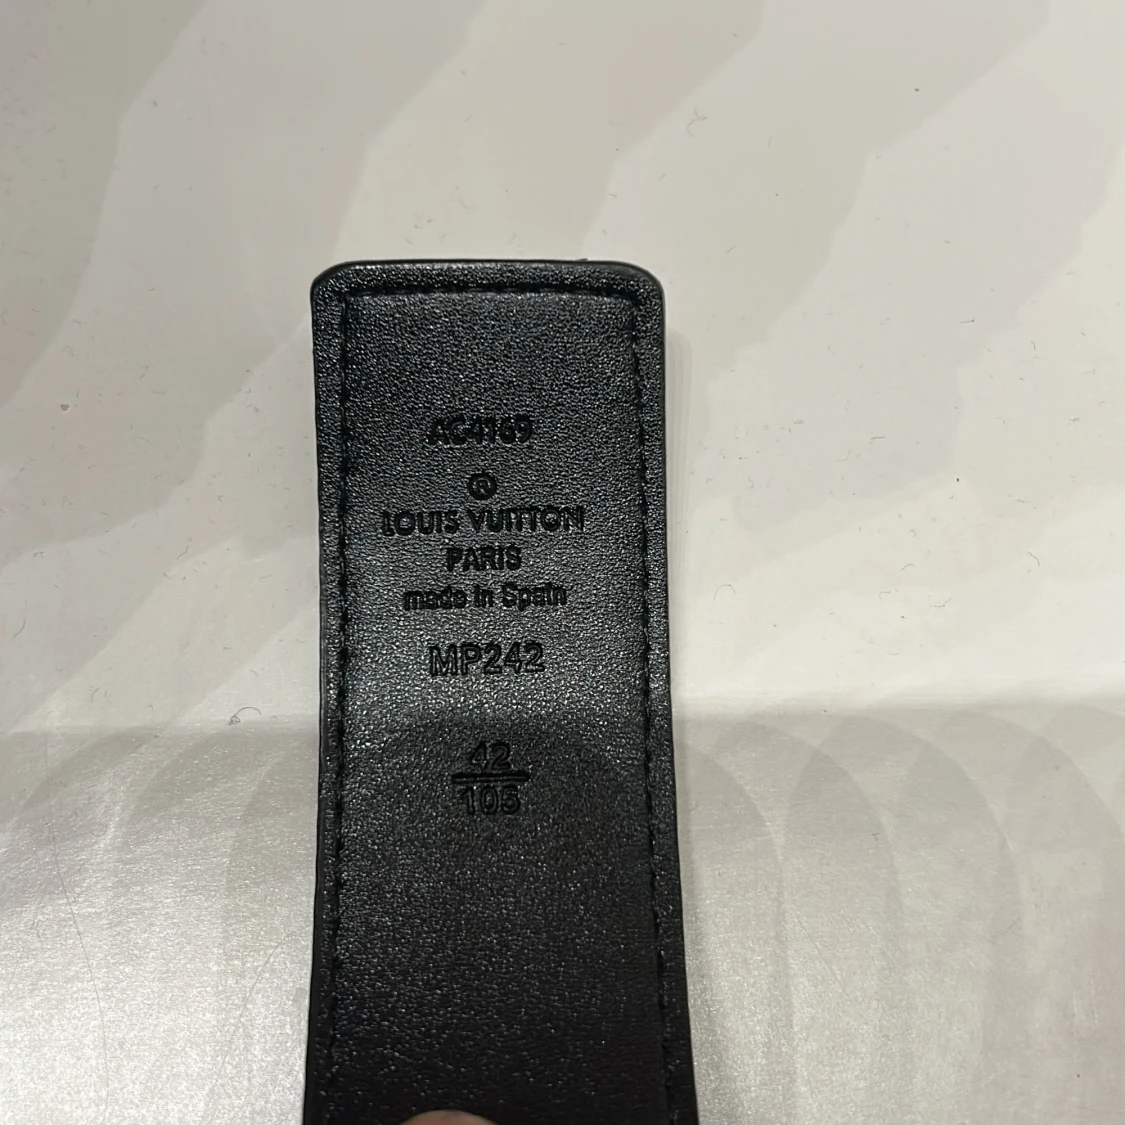 AC4169
®
LOUIS VUITTON
PARIS
made in Spain
MP242
42
105